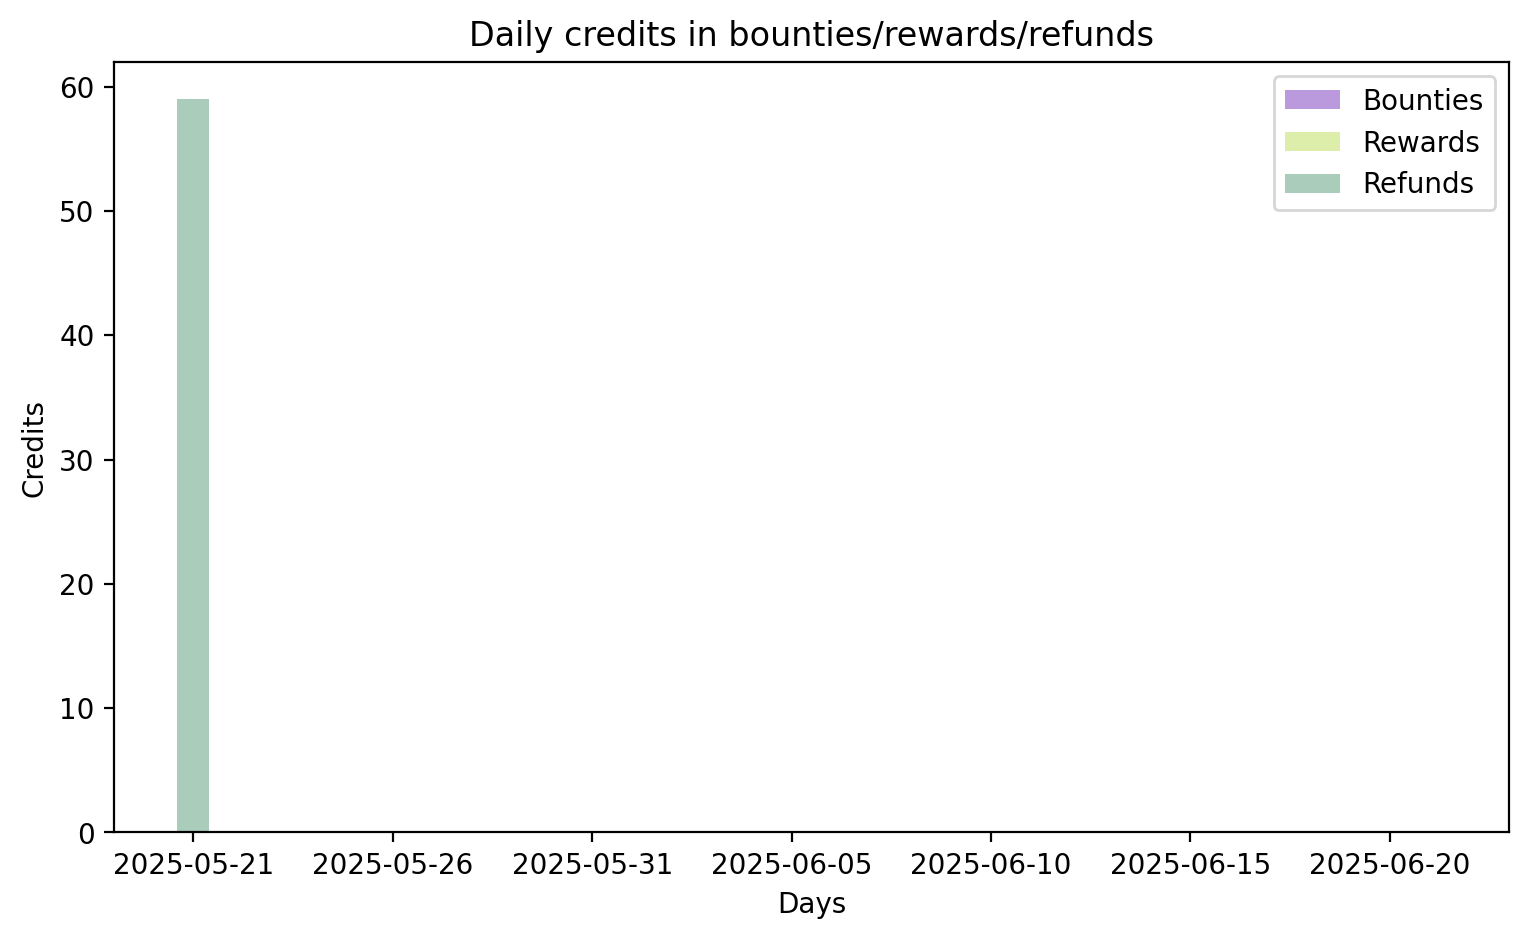 Daily credits in bounties/rewards/refunds
Bounties
Rewards
Refunds
60
50
40
30
20
10
0
Credits
2025-05-21 2025-05-26 2025-05-31 2025-06-05 2025-06-10 2025-06-15 2025-06-20
Days